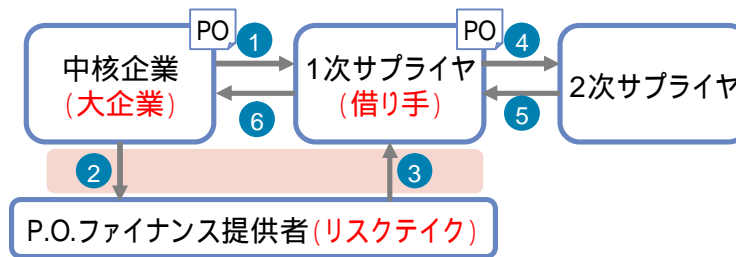 PO
1
中核企業
(大企業)
6
PO
4
1次サプライヤ
(借り手)
5
2次サプライヤ
2
3
P.O.ファイナンス提供者(リスクテイク)